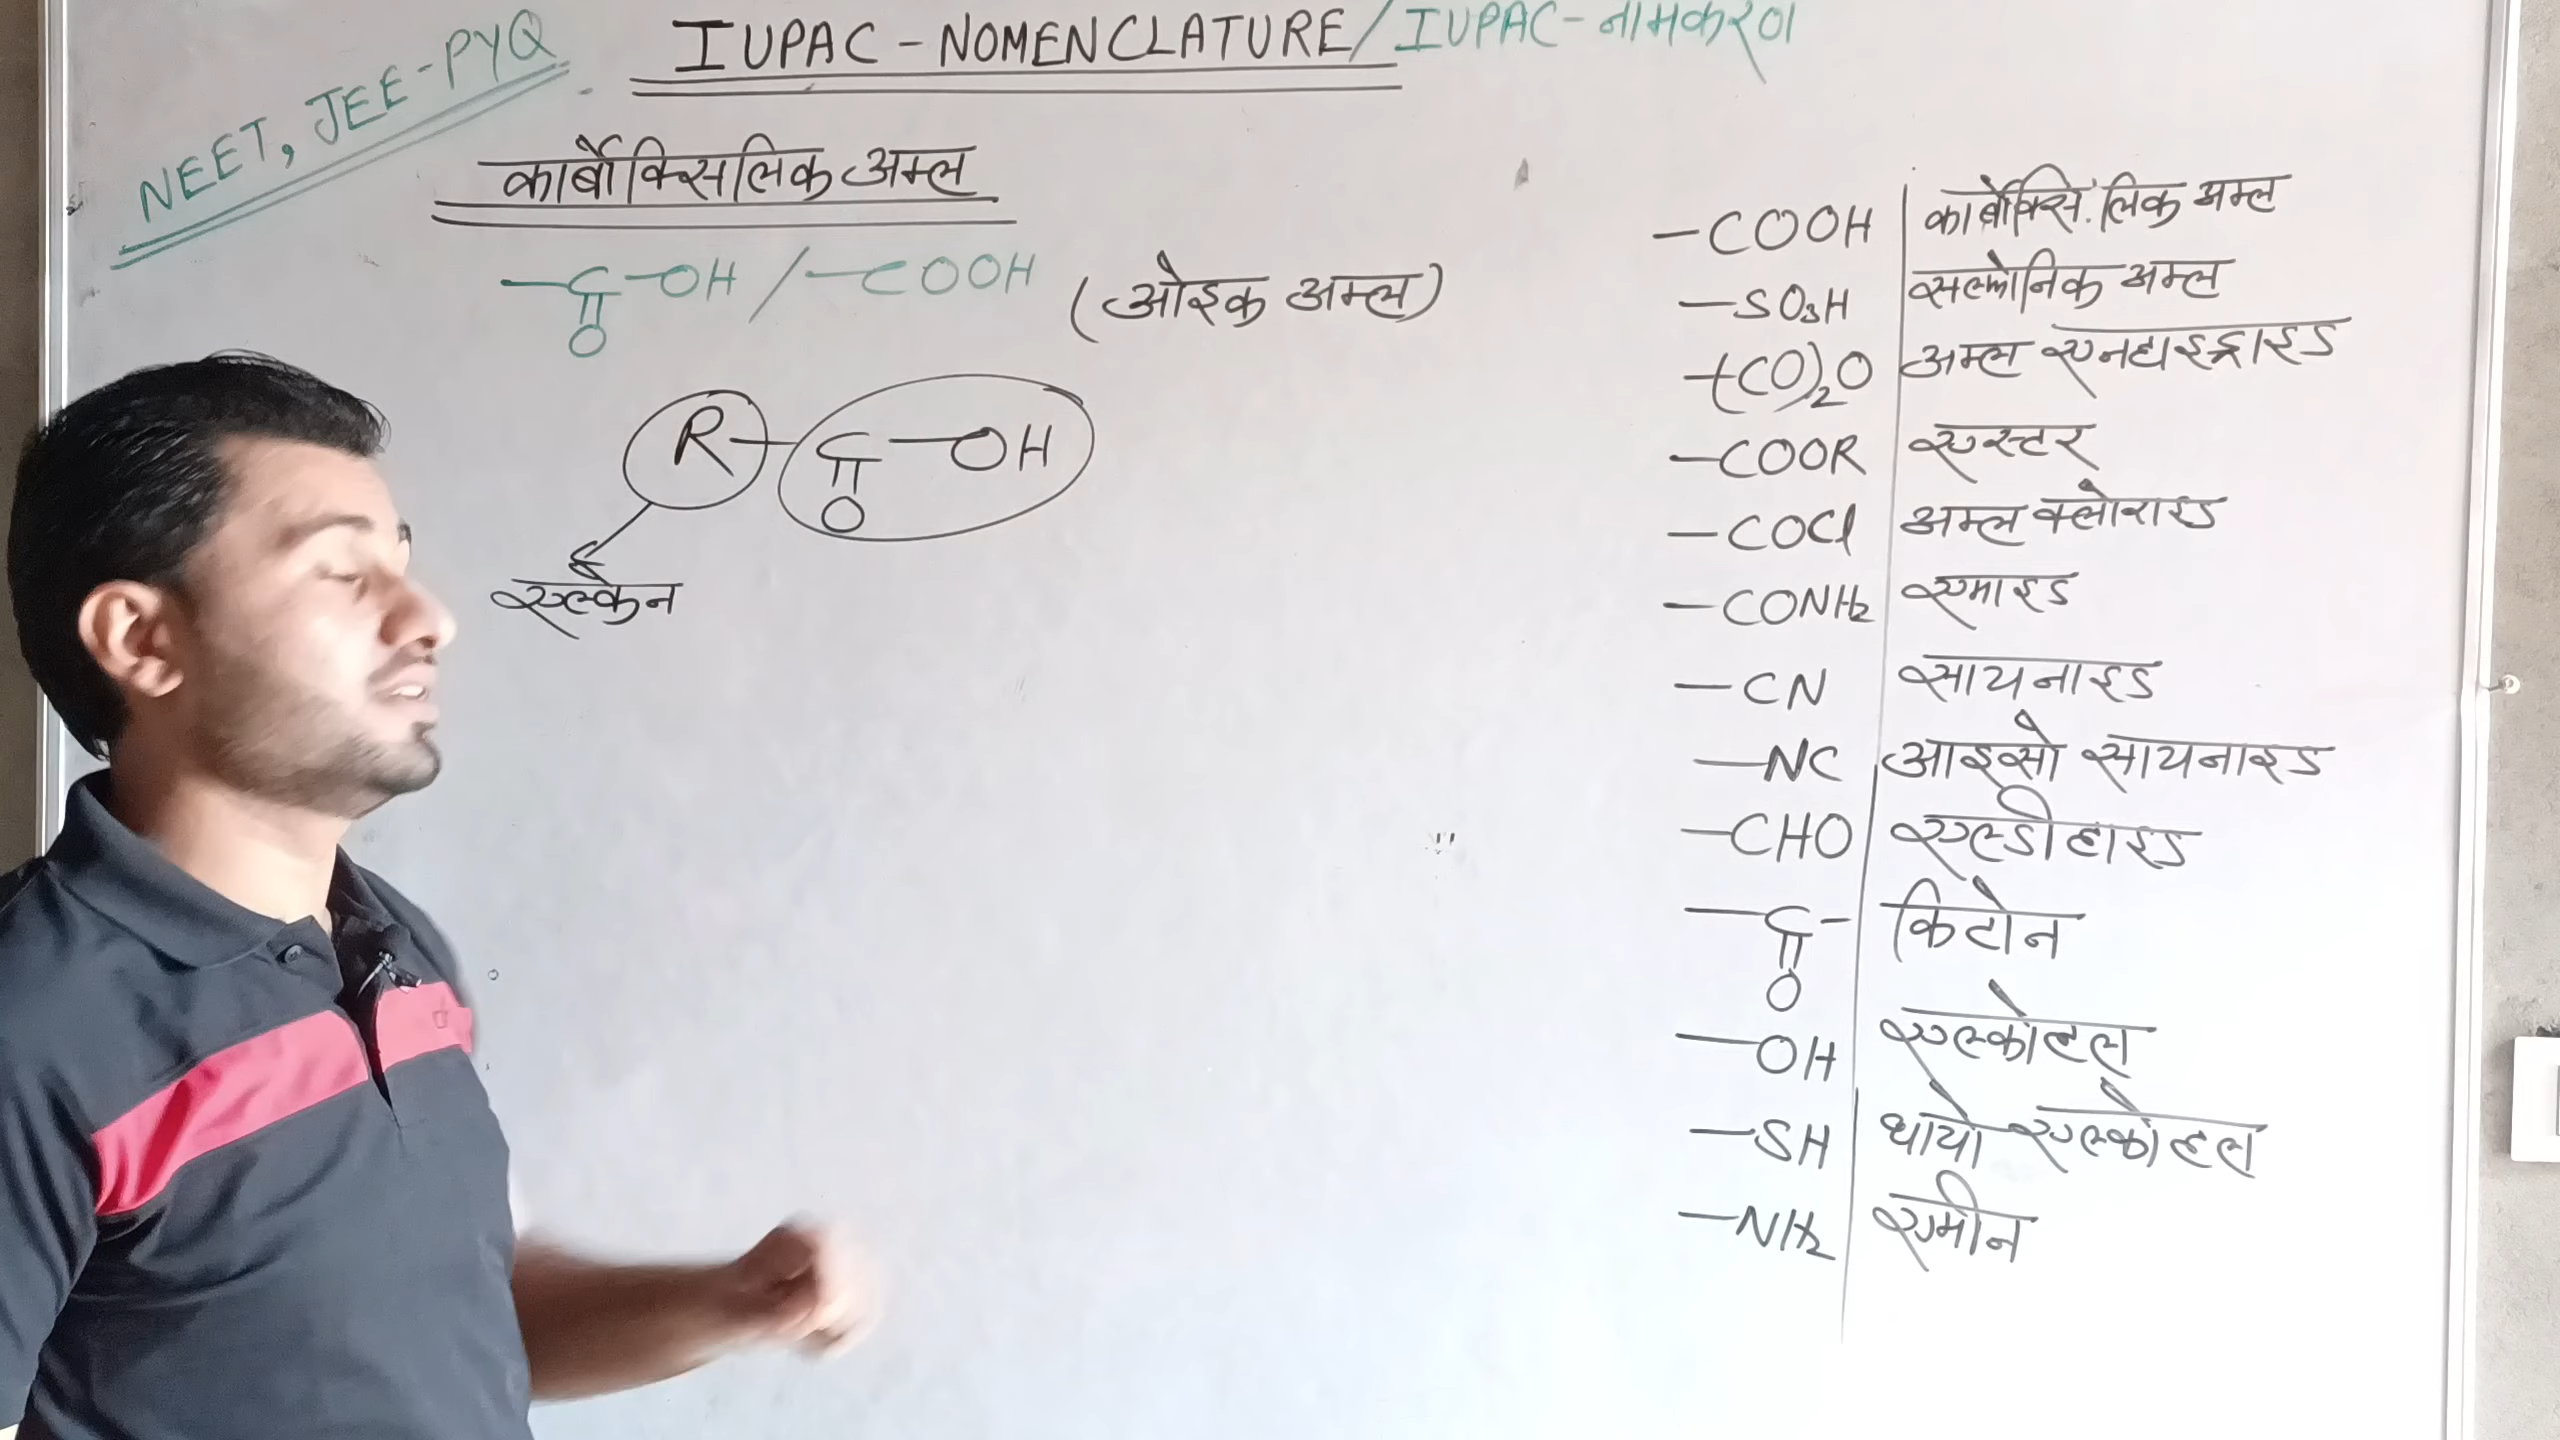 NEET, JEE-PYQ
IUPAC-NOMENCLATURE/IUPAC-नामकरण
कार्बोक्सिलिक अम्ल
—C—OH / —COOH (ओइक अम्ल)
O
R—C—OH
O
एल्केन
—COOH कार्बोक्सिलिक अम्ल
—SO₃H सल्फोनिक अम्ल
—(CO)₂O अम्ल एनहाइड्राइड
—COOR एस्टर
—COCl अम्ल क्लोराइड
—CONH₂ एमाइड
—CN सायनाइड
—NC आइसो सायनाइड
—CHO एल्डीहाइड
—C— किटोन
O
—OH एल्कोहल
—SH थायो एल्कोहल
—NH₂ एमीन